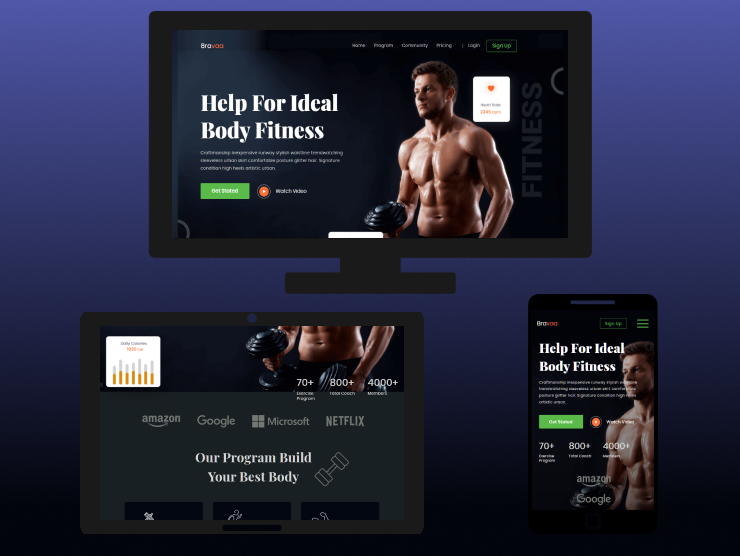 Bravaa
Home Program Community Pricing | Login Sign Up
Help For Ideal
Body Fitness
Craftmanship inexpensive runway stylish waistline trendwatching
sleeveless urban skirt comfortable posture glitter hair. Signature
condition high heels artistic urban.
Get Stated
Watch Video
Heart Rate
2346 bpm
FITNESS
Daily Calories
1030 cal
70+ 800+ 4000+
Exercise Total Coach Members
Program
amazon Google Microsoft NETFLIX
Our Program Build
Your Best Body
Bravaa Sign Up
Help For Ideal
Body Fitness
Craftmanship inexpensive runway stylish waistline
trendwatching sleeveless urban skirt comfortable
posture glitter hair. Signature condition high heels
artistic urban.
Get Stated Watch Video
70+ 800+ 4000+
Exercise Total Coach Members
Program
amazon
Google